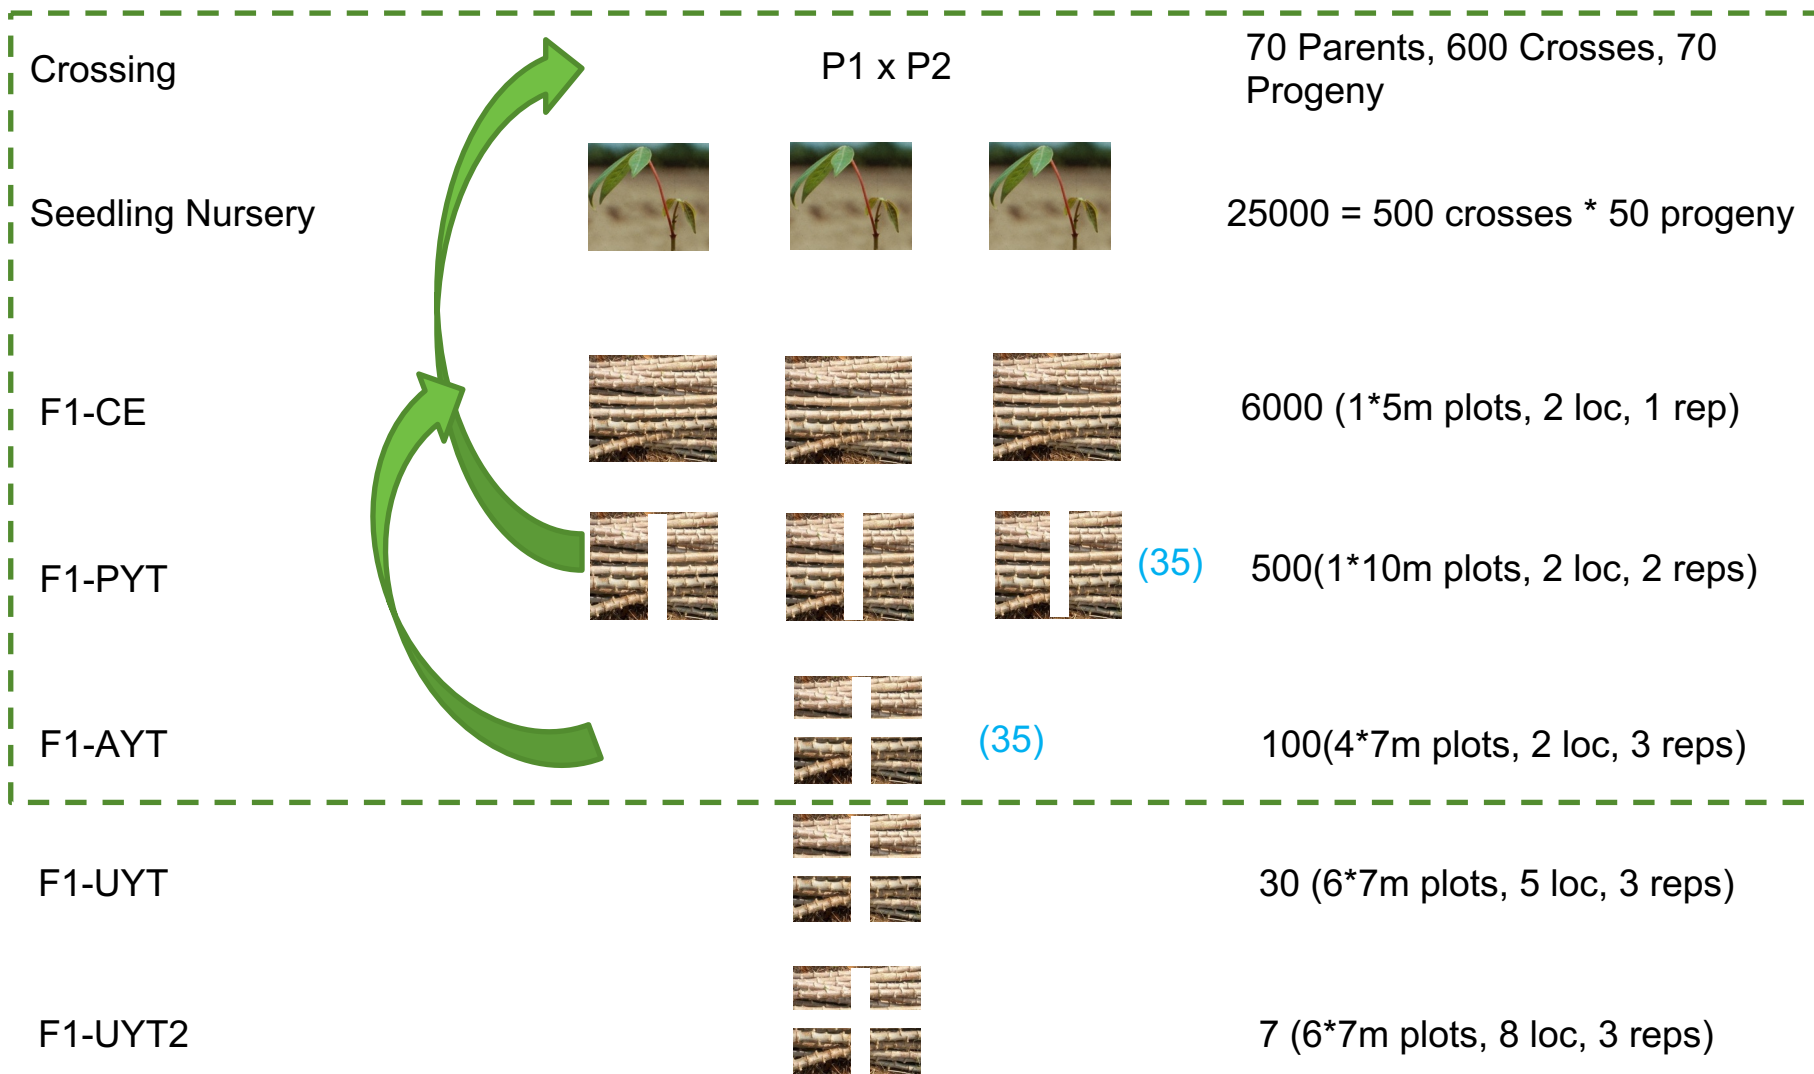 Crossing
P1 x P2
70 Parents, 600 Crosses, 70
Progeny
Seedling Nursery
25000 = 500 crosses * 50 progeny
F1-CE
6000 (1*5m plots, 2 loc, 1 rep)
F1-PYT
(35)
500(1*10m plots, 2 loc, 2 reps)
F1-AYT
(35)
100(4*7m plots, 2 loc, 3 reps)
F1-UYT
30 (6*7m plots, 5 loc, 3 reps)
F1-UYT2
7 (6*7m plots, 8 loc, 3 reps)